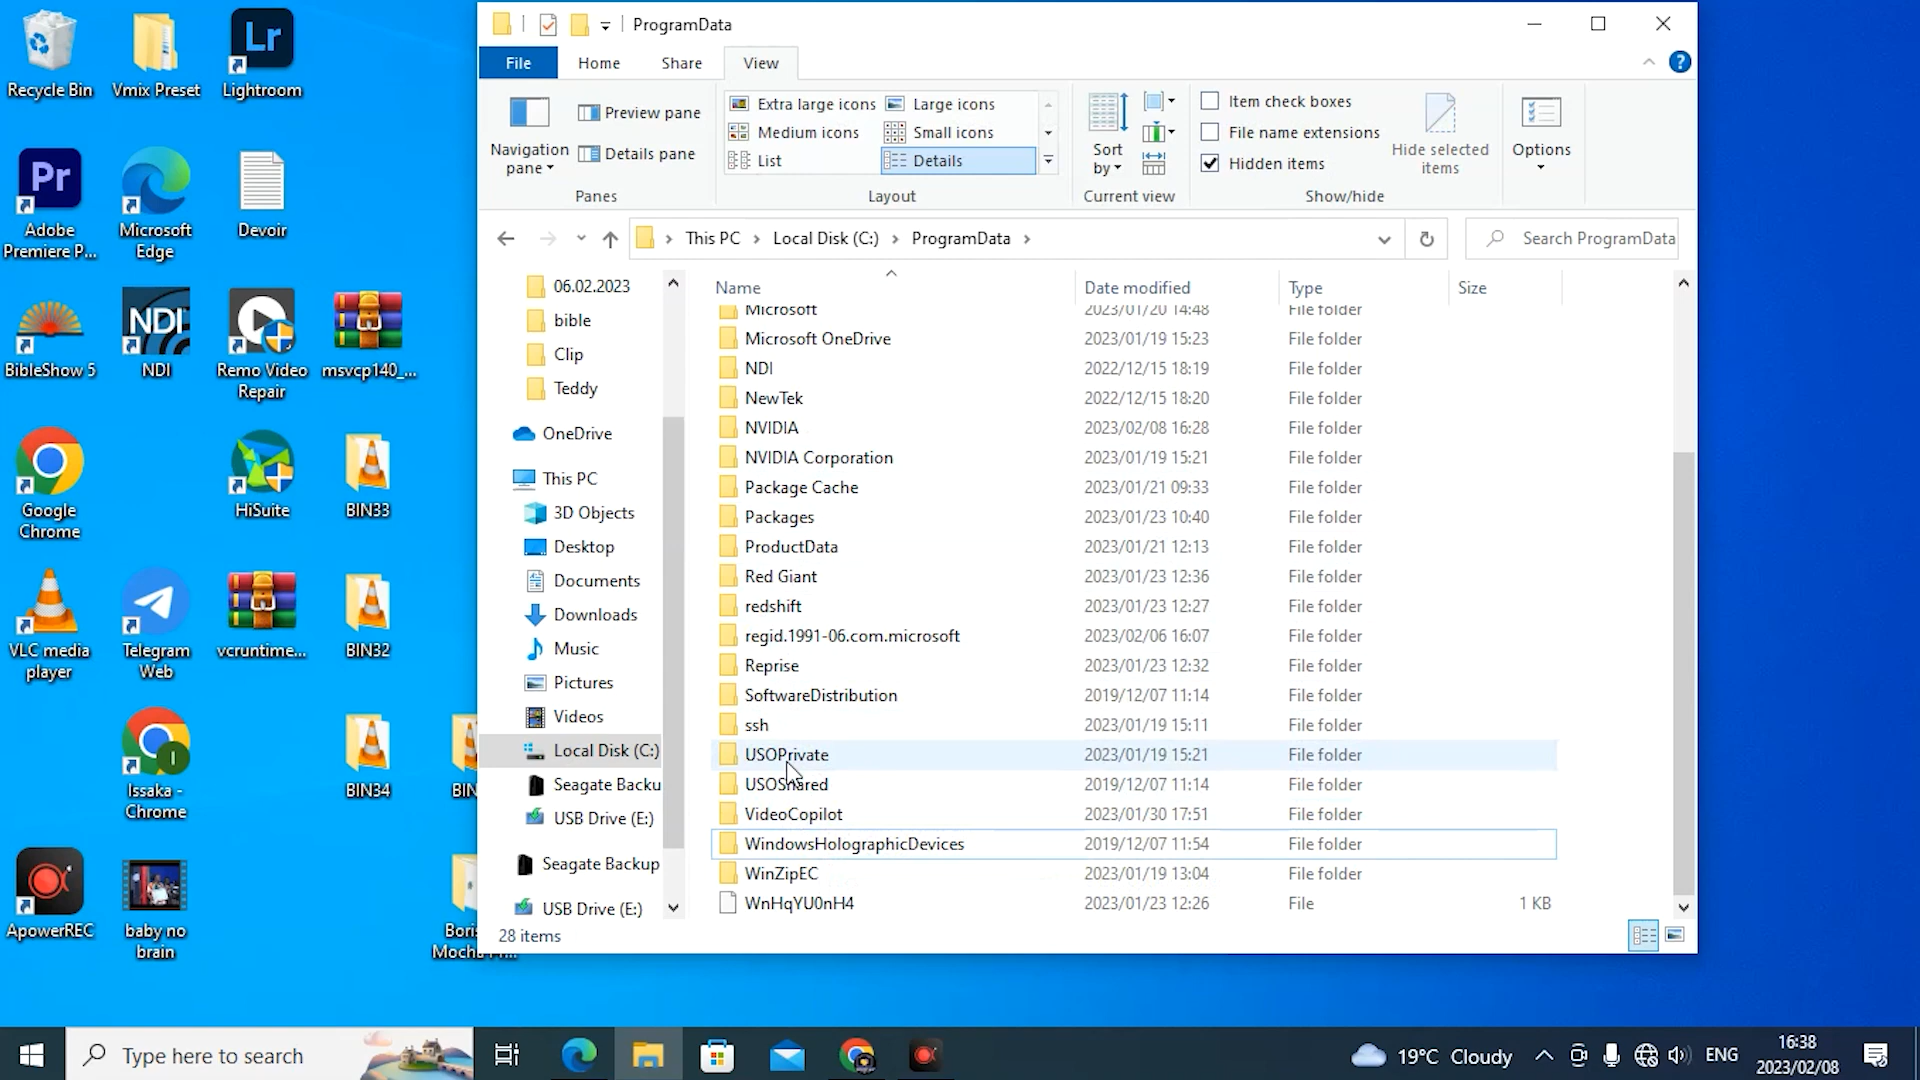 Recycle Bin
Vmix Preset
Lr
Lightroom
Pr
Adobe
Premiere P...
Microsoft
Edge
Devoir
BibleShow 5
NDI
NDI
Remo Video
Repair
msvcp140_...
Google
Chrome
HiSuite
BIN33
VLC media
player
Telegram
Web
vcruntime...
BIN32
I
Issaka -
Chrome
BIN34
BIN
ApowerREC
baby no
brain
Boris
Mocha Pr...
ProgramData
File
Home
Share
View
?
Navigation
pane
Preview pane
Details pane
Panes
Extra large icons
Large icons
Medium icons
Small icons
List
Details
Layout
Sort
by
Current view
Item check boxes
File name extensions
Hidden items
Hide selected
items
Show/hide
Options
This PC
Local Disk (C:)
ProgramData
Search ProgramData
06.02.2023
bible
Clip
Teddy
OneDrive
This PC
3D Objects
Desktop
Documents
Downloads
Music
Pictures
Videos
Local Disk (C:)
Seagate Backu
USB Drive (E:)
Seagate Backup
USB Drive (E:)
Name Date modified Type Size
Microsoft 2023/01/20 14:48 File folder
Microsoft OneDrive 2023/01/19 15:23 File folder
NDI 2022/12/15 18:19 File folder
NewTek 2022/12/15 18:20 File folder
NVIDIA 2023/02/08 16:28 File folder
NVIDIA Corporation 2023/01/19 15:21 File folder
Package Cache 2023/01/21 09:33 File folder
Packages 2023/01/23 10:40 File folder
ProductData 2023/01/21 12:13 File folder
Red Giant 2023/01/23 12:36 File folder
redshift 2023/01/23 12:27 File folder
regid.1991-06.com.microsoft 2023/02/06 16:07 File folder
Reprise 2023/01/23 12:32 File folder
SoftwareDistribution 2019/12/07 11:14 File folder
ssh 2023/01/19 15:11 File folder
USOPrivate 2023/01/19 15:21 File folder
USOShared 2019/12/07 11:14 File folder
VideoCopilot 2023/01/30 17:51 File folder
WindowsHolographicDevices 2019/12/07 11:54 File folder
WinZipEC 2023/01/19 13:04 File folder
WnHqYU0nH4 2023/01/23 12:26 File 1 KB
28 items
Type here to search
19°C Cloudy
ENG
16:38
2023/02/08